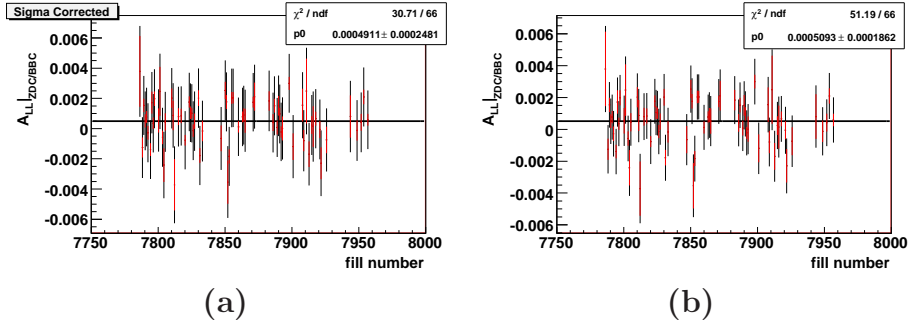 Sigma Corrected
χ² / ndf 30.71 / 66
p0 0.0004911± 0.0002481
A_LL|_ZDC/BBC
0.006
0.004
0.002
0
-0.002
-0.004
-0.006
7750 7800 7850 7900 7950 8000
fill number
(a)
χ² / ndf 51.19 / 66
p0 0.0005093 ± 0.0001862
A_LL|_ZDC/BBC
0.006
0.004
0.002
0
-0.002
-0.004
-0.006
7750 7800 7850 7900 7950 8000
fill number
(b)